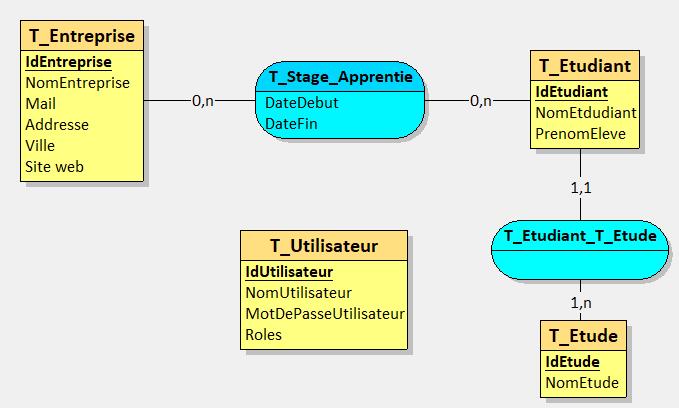 T_Entreprise
IdEntreprise
NomEntreprise
Mail
Addresse
Ville
Site web
0,n
T_Stage_Apprentie
DateDebut
DateFin
0,n
T_Etudiant
IdEtudiant
NomEtdudiant
PrenomEleve
1,1
T_Etudiant_T_Etude
1,n
T_Etude
IdEtude
NomEtude
T_Utilisateur
IdUtilisateur
NomUtilisateur
MotDePasseUtilisateur
Roles